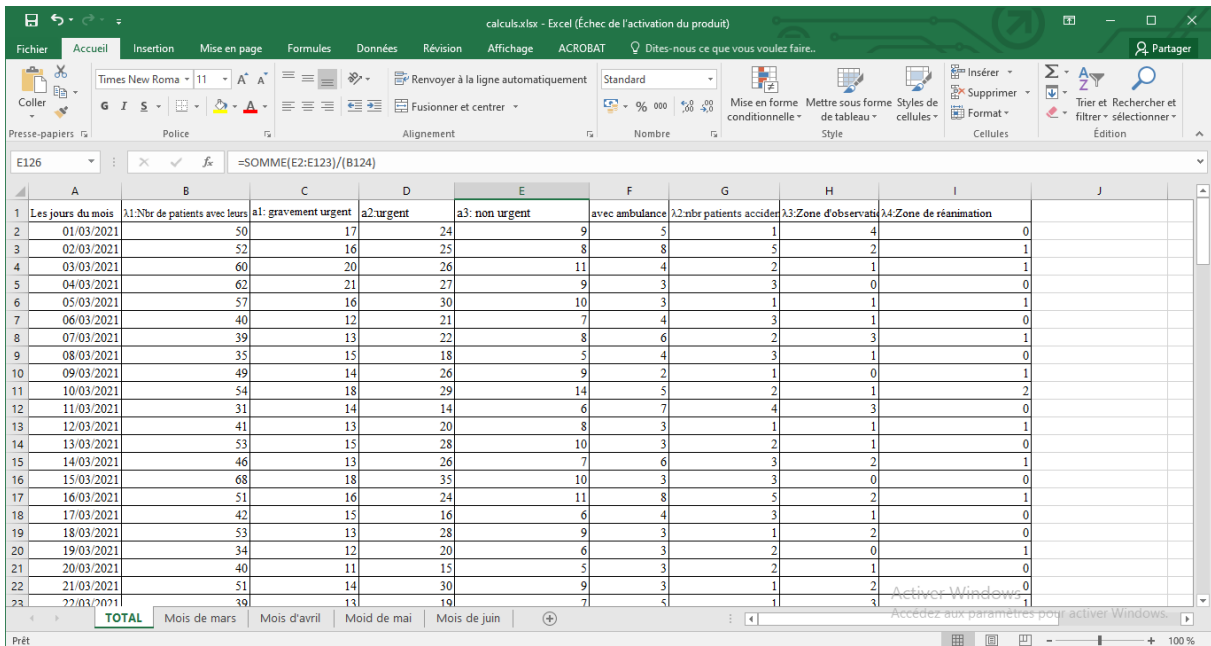 calculs.xlsx - Excel (Échec de l'activation du produit)
Fichier Accueil Insertion Mise en page Formules Données Révision Affichage ACROBAT Dites-nous ce que vous voulez faire.. Partager
Times New Roma 11 Renvoyer à la ligne automatiquement Standard Insérer
Coller G I S Fusionner et centrer % 000 Mise en forme conditionnelle Mettre sous forme de tableau Styles de cellules Supprimer Format Trier et filtrer Rechercher et sélectionner
Presse-papiers Police Alignement Nombre Style Cellules Édition
E126 fx =SOMME(E2:E123)/(B124)
A B C D E F G H I J
1 Les jours du mois λ1:Nbr de patients avec leurs a1: gravement urgent a2:urgent a3: non urgent avec ambulance λ2:nbr patients acciden λ3:Zone d'observati λ4:Zone de réanimation
2 01/03/2021 50 17 24 9 5 1 4 0
3 02/03/2021 52 16 25 8 8 5 2 1
4 03/03/2021 60 20 26 11 4 2 1 1
5 04/03/2021 62 21 27 9 3 3 0 0
6 05/03/2021 57 16 30 10 3 1 1 1
7 06/03/2021 40 12 21 7 4 3 1 0
8 07/03/2021 39 13 22 8 6 2 3 1
9 08/03/2021 35 15 18 5 4 3 1 0
10 09/03/2021 49 14 26 9 2 1 0 1
11 10/03/2021 54 18 29 14 5 2 1 2
12 11/03/2021 31 14 14 6 7 4 3 0
13 12/03/2021 41 13 20 8 3 1 1 1
14 13/03/2021 53 15 28 10 3 2 1 0
15 14/03/2021 46 13 26 7 6 3 2 1
16 15/03/2021 68 18 35 10 3 3 0 0
17 16/03/2021 51 16 24 11 8 5 2 1
18 17/03/2021 42 15 16 6 4 3 1 0
19 18/03/2021 53 13 28 9 3 1 2 0
20 19/03/2021 34 12 20 6 3 2 0 1
21 20/03/2021 40 11 15 5 3 2 1 0
22 21/03/2021 51 14 30 9 3 1 2 0
23 22/03/2021 39 13 19 7 5 1 3 1
Activer Windows
Accédez aux paramètres pour activer Windows.
TOTAL Mois de mars Mois d'avril Moid de mai Mois de juin
Prêt 100 %